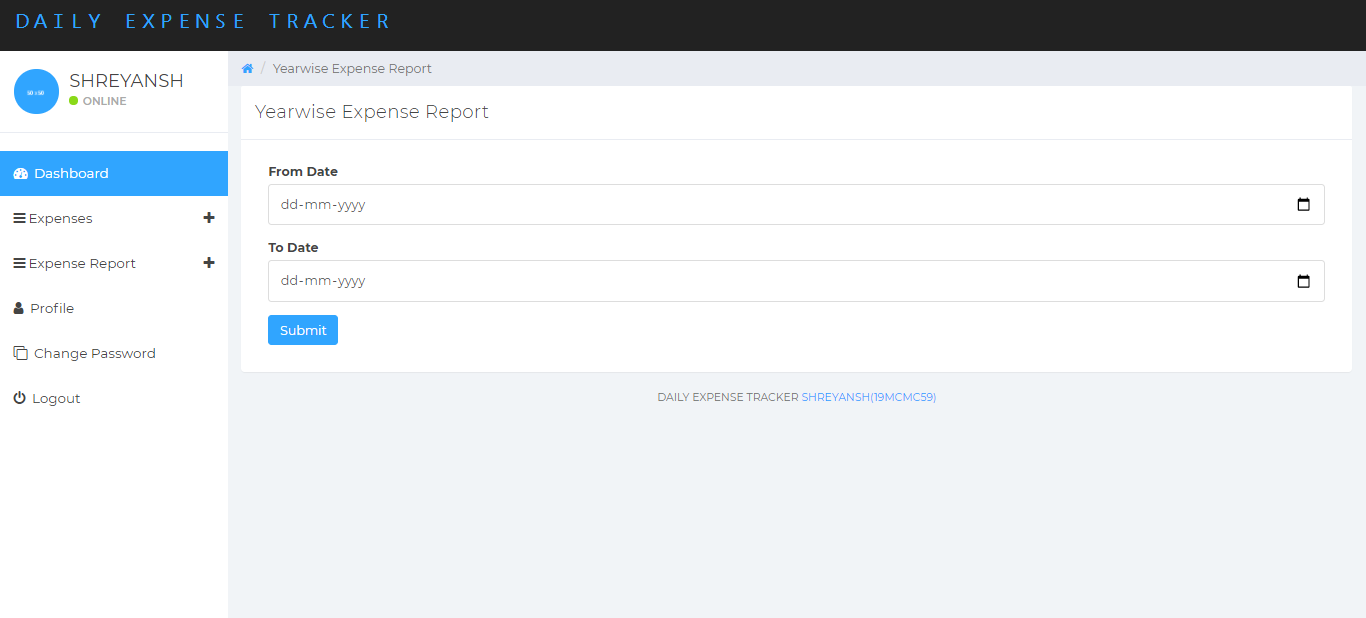 DAILY EXPENSE TRACKER
50 x 50
SHREYANSH
ONLINE
Dashboard
Expenses
Expense Report
Profile
Change Password
Logout
/ Yearwise Expense Report
Yearwise Expense Report
From Date
dd-mm-yyyy
To Date
dd-mm-yyyy
Submit
DAILY EXPENSE TRACKER SHREYANSH(19MCMC59)